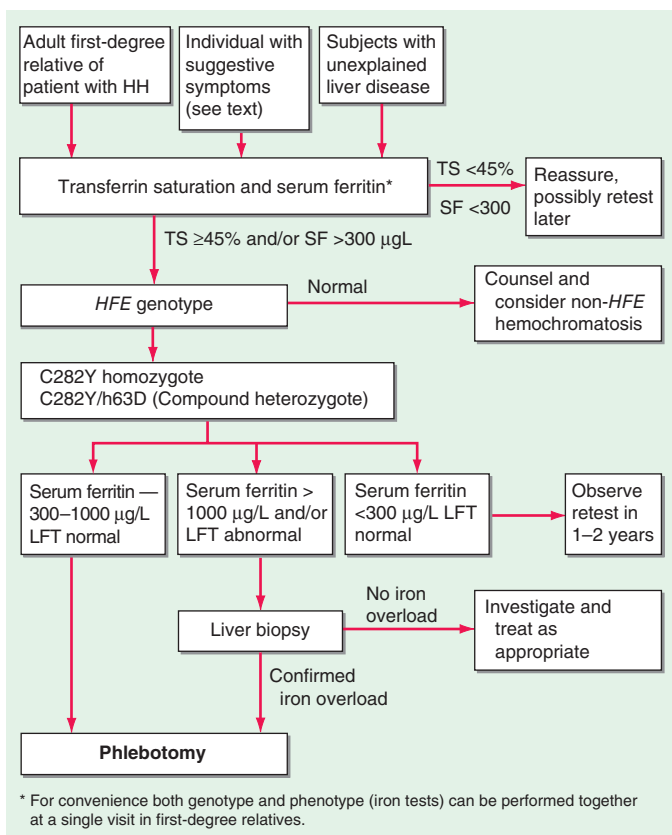 Adult first-degree
relative of
patient with HH
Individual with
suggestive
symptoms
(see text)
Subjects with
unexplained
liver disease
Transferrin saturation and serum ferritin*
TS <45%
SF <300
Reassure,
possibly retest
later
TS ≥45% and/or SF >300 µgL
HFE genotype
Normal
Counsel and
consider non-HFE
hemochromatosis
C282Y homozygote
C282Y/h63D (Compound heterozygote)
Serum ferritin —
300–1000 µg/L
LFT normal
Serum ferritin >
1000 µg/L and/or
LFT abnormal
Serum ferritin
<300 µg/L LFT
normal
Observe
retest in
1–2 years
Liver biopsy
No iron
overload
Investigate and
treat as
appropriate
Confirmed
iron overload
Phlebotomy
* For convenience both genotype and phenotype (iron tests) can be performed together
at a single visit in first-degree relatives.